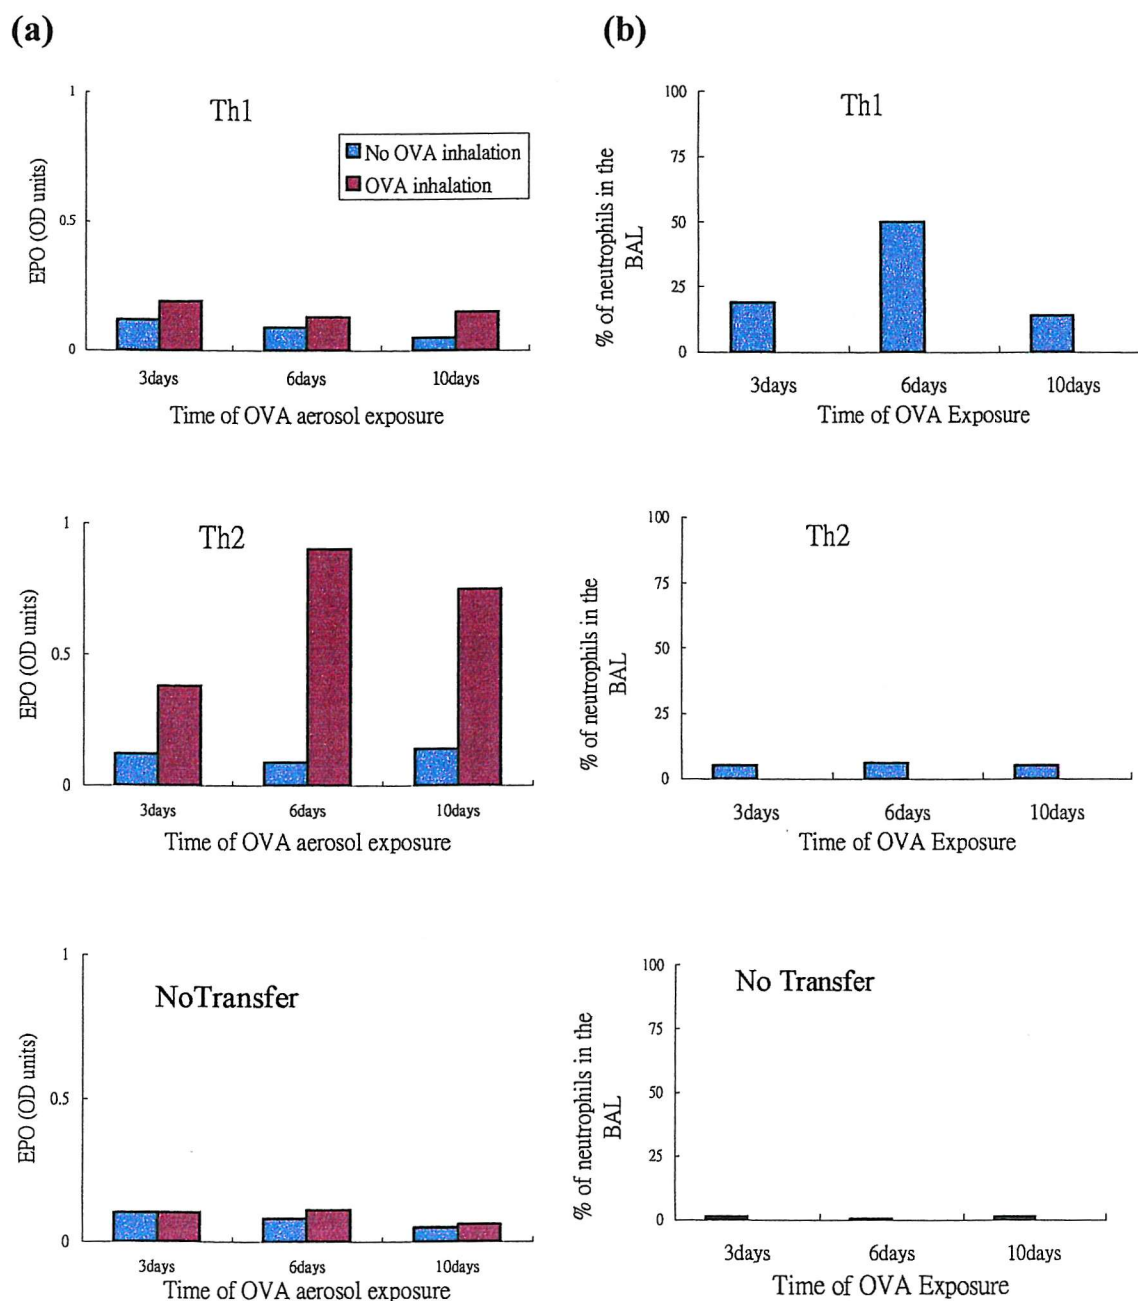 (a)
(b)
Th1
No OVA inhalation
OVA inhalation
EPO (OD units)
1
0.5
0
3days
6days
10days
Time of OVA aerosol exposure
Th1
% of neutrophils in the
BAL
100
75
50
25
0
3days
6days
10days
Time of OVA Exposure
Th2
EPO (OD units)
1
0.5
0
3days
6days
10days
Time of OVA aerosol exposure
Th2
% of neutrophils in the
BAL
100
75
50
25
0
3days
6days
10days
Time of OVA Exposure
NoTransfer
EPO (OD units)
1
0.5
0
3days
6days
10days
Time of OVA aerosol exposure
No Transfer
% of neutrophils in the
BAL
100
75
50
25
0
3days
6days
10days
Time of OVA Exposure